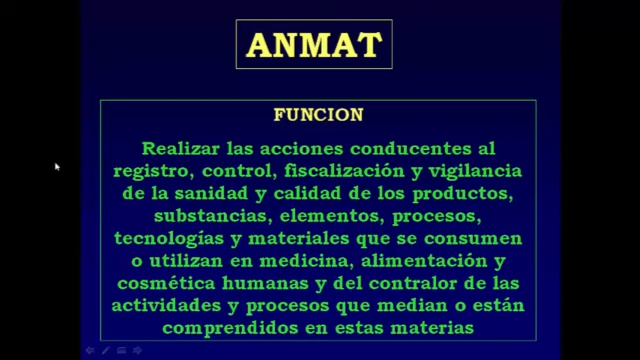 ANMAT
FUNCION
Realizar las acciones conducentes al
registro, control, fiscalización y vigilancia
de la sanidad y calidad de los productos,
substancias, elementos, procesos,
tecnologías y materiales que se consumen
o utilizan en medicina, alimentación y
cosmética humanas y del contralor de las
actividades y procesos que median o están
comprendidos en estas materias